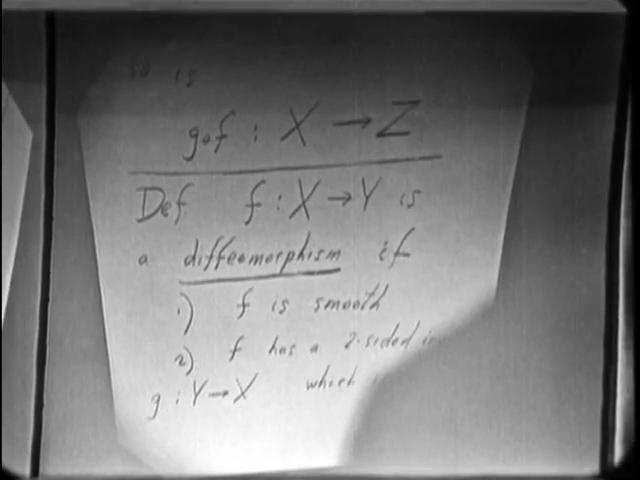 so is
g∘f : X → Z
Def f : X → Y is
a diffeomorphism if
1) f is smooth
2) f has a 2-sided
g : Y → X which